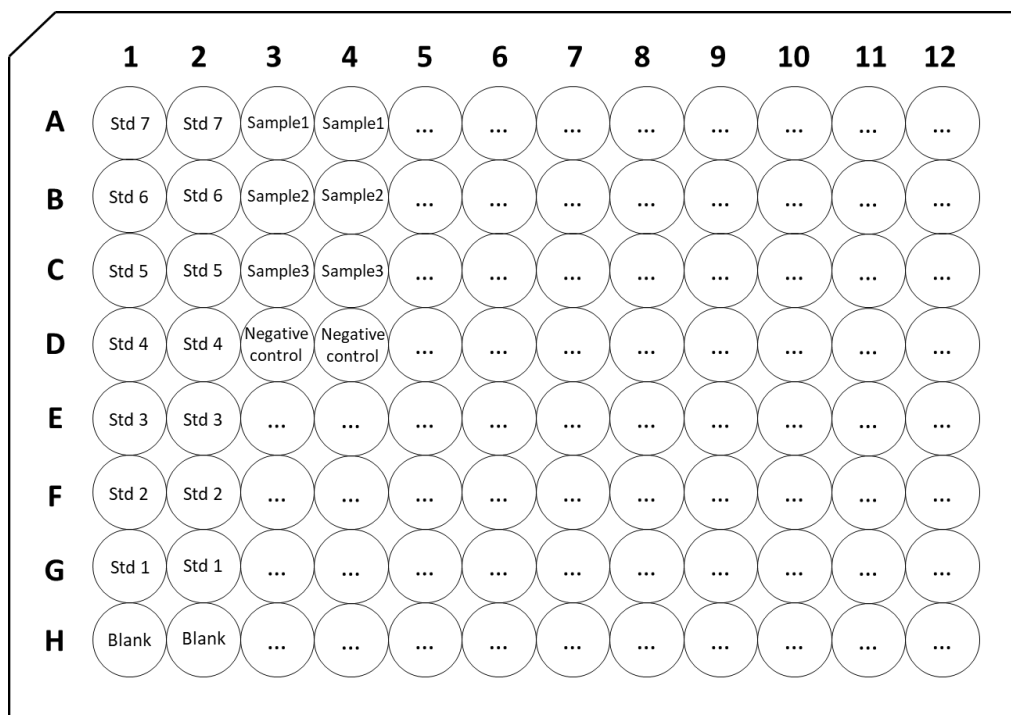 1 2 3 4 5 6 7 8 9 10 11 12
A Std 7 Std 7 Sample1 Sample1 ... ... ... ... ... ... ... ...
B Std 6 Std 6 Sample2 Sample2 ... ... ... ... ... ... ... ...
C Std 5 Std 5 Sample3 Sample3 ... ... ... ... ... ... ... ...
D Std 4 Std 4 Negative control Negative control ... ... ... ... ... ... ... ...
E Std 3 Std 3 ... ... ... ... ... ... ... ... ... ...
F Std 2 Std 2 ... ... ... ... ... ... ... ... ... ...
G Std 1 Std 1 ... ... ... ... ... ... ... ... ... ...
H Blank Blank ... ... ... ... ... ... ... ... ... ...